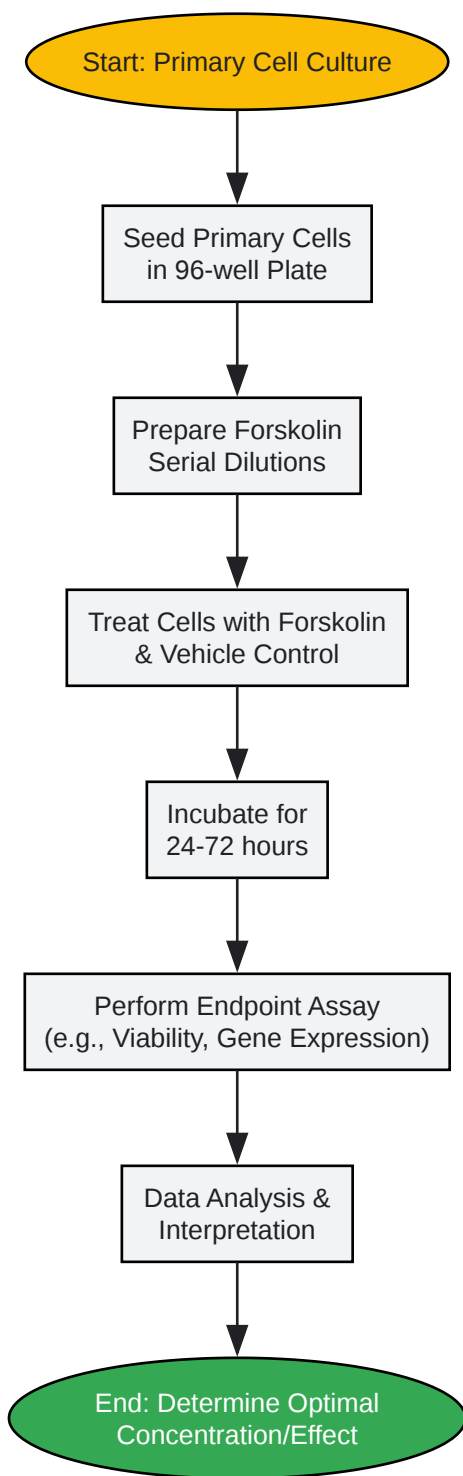 Start: Primary Cell Culture
Seed Primary Cells
in 96-well Plate
Prepare Forskolin
Serial Dilutions
Treat Cells with Forskolin
& Vehicle Control
Incubate for
24-72 hours
Perform Endpoint Assay
(e.g., Viability, Gene Expression)
Data Analysis &
Interpretation
End: Determine Optimal
Concentration/Effect